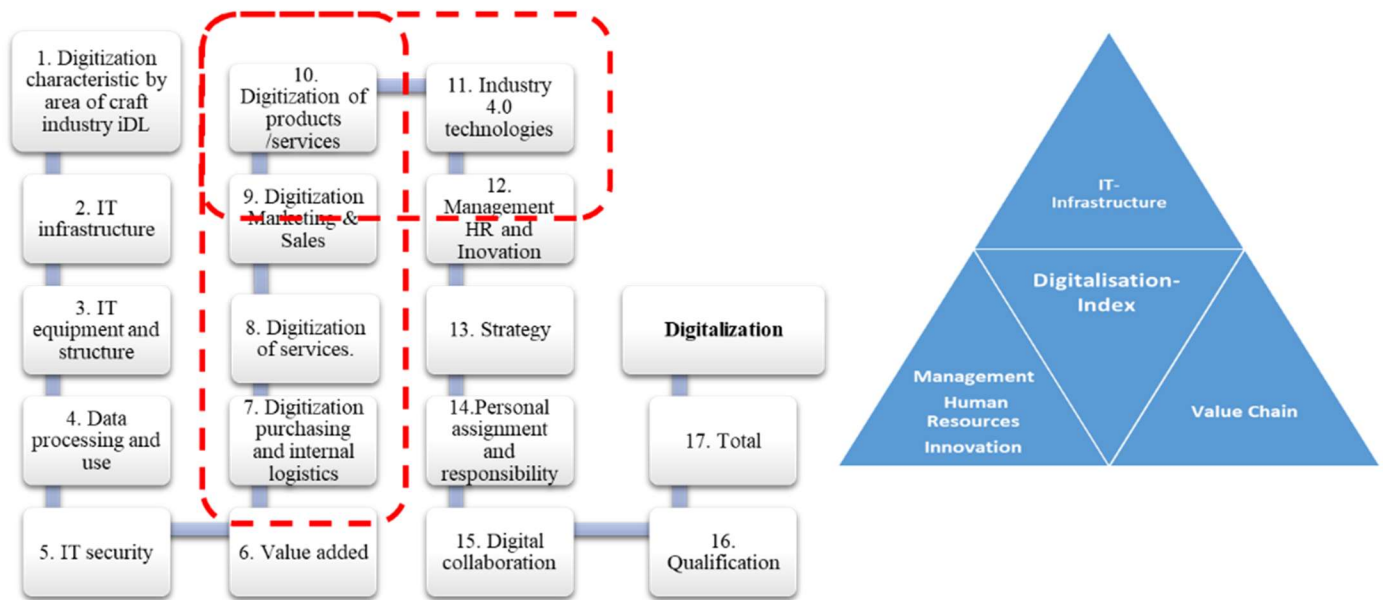 1. Digitization
characteristic by
area of craft
industry iDL
2. IT
infrastructure
3. IT
equipment and
structure
4. Data
processing and
use
5. IT security
6. Value added
7. Digitization
purchasing
and internal
logistics
8. Digitization
of services.
9. Digitization
Marketing &
Sales
10.
Digitization of
products
/services
11. Industry
4.0
technologies
12.
Management
HR and
Inovation
13. Strategy
14.Personal
assignment
and
responsibility
15. Digital
collaboration
16.
Qualification
17. Total
Digitalization
IT-
Infrastructure
Digitalisation-
Index
Management
Human
Resources
Innovation
Value Chain